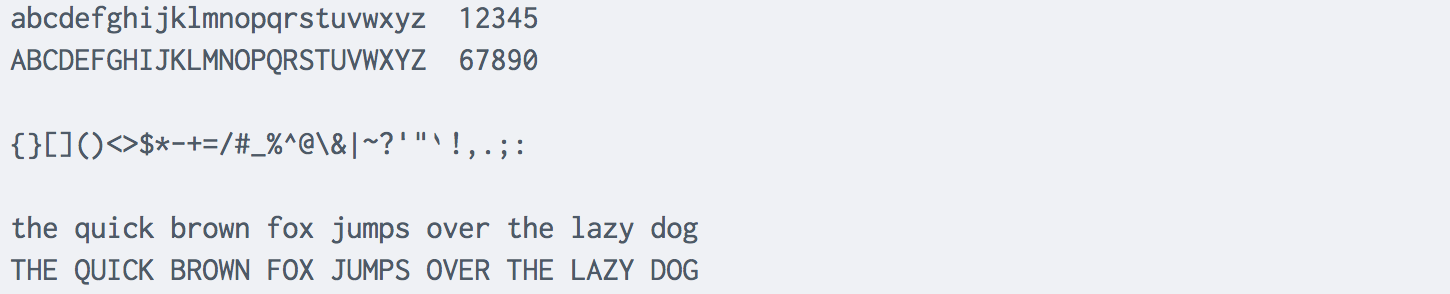 abcdefghijklmnopqrstuvwxyz  12345
ABCDEFGHIJKLMNOPQRSTUVWXYZ  67890
{}[]()<>$*-+=/#_%^@\&|~?'"`!,.;:
the quick brown fox jumps over the lazy dog
THE QUICK BROWN FOX JUMPS OVER THE LAZY DOG